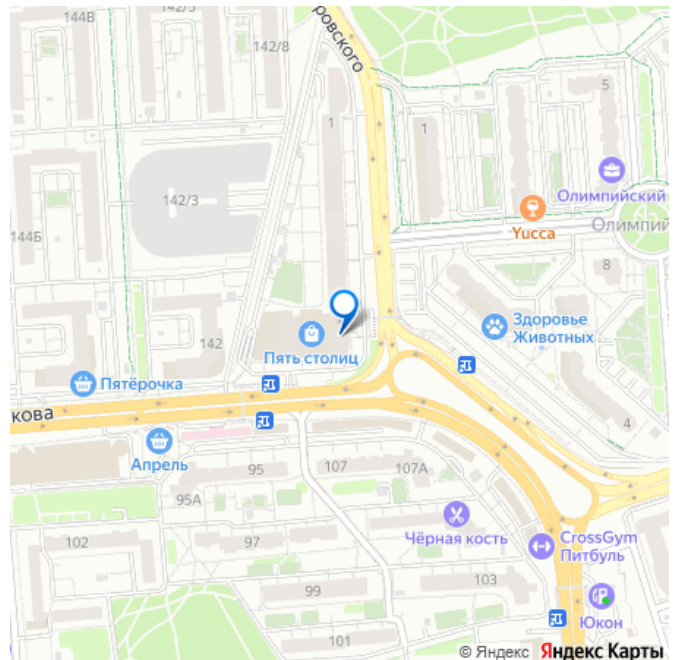 144В
142/8
ровского
1
1
5
142/3
Олимпийский
Yucca
Олимпий
144Б
8
142
Пять столиц
Здоровье
Животных
Пятёрочка
кова
4
Апрель
95
107
107А
95А
Чёрная кость
CrossGym
Питбуль
102
97
99
103
Юкон
101
© Яндекс Яндекс Карты